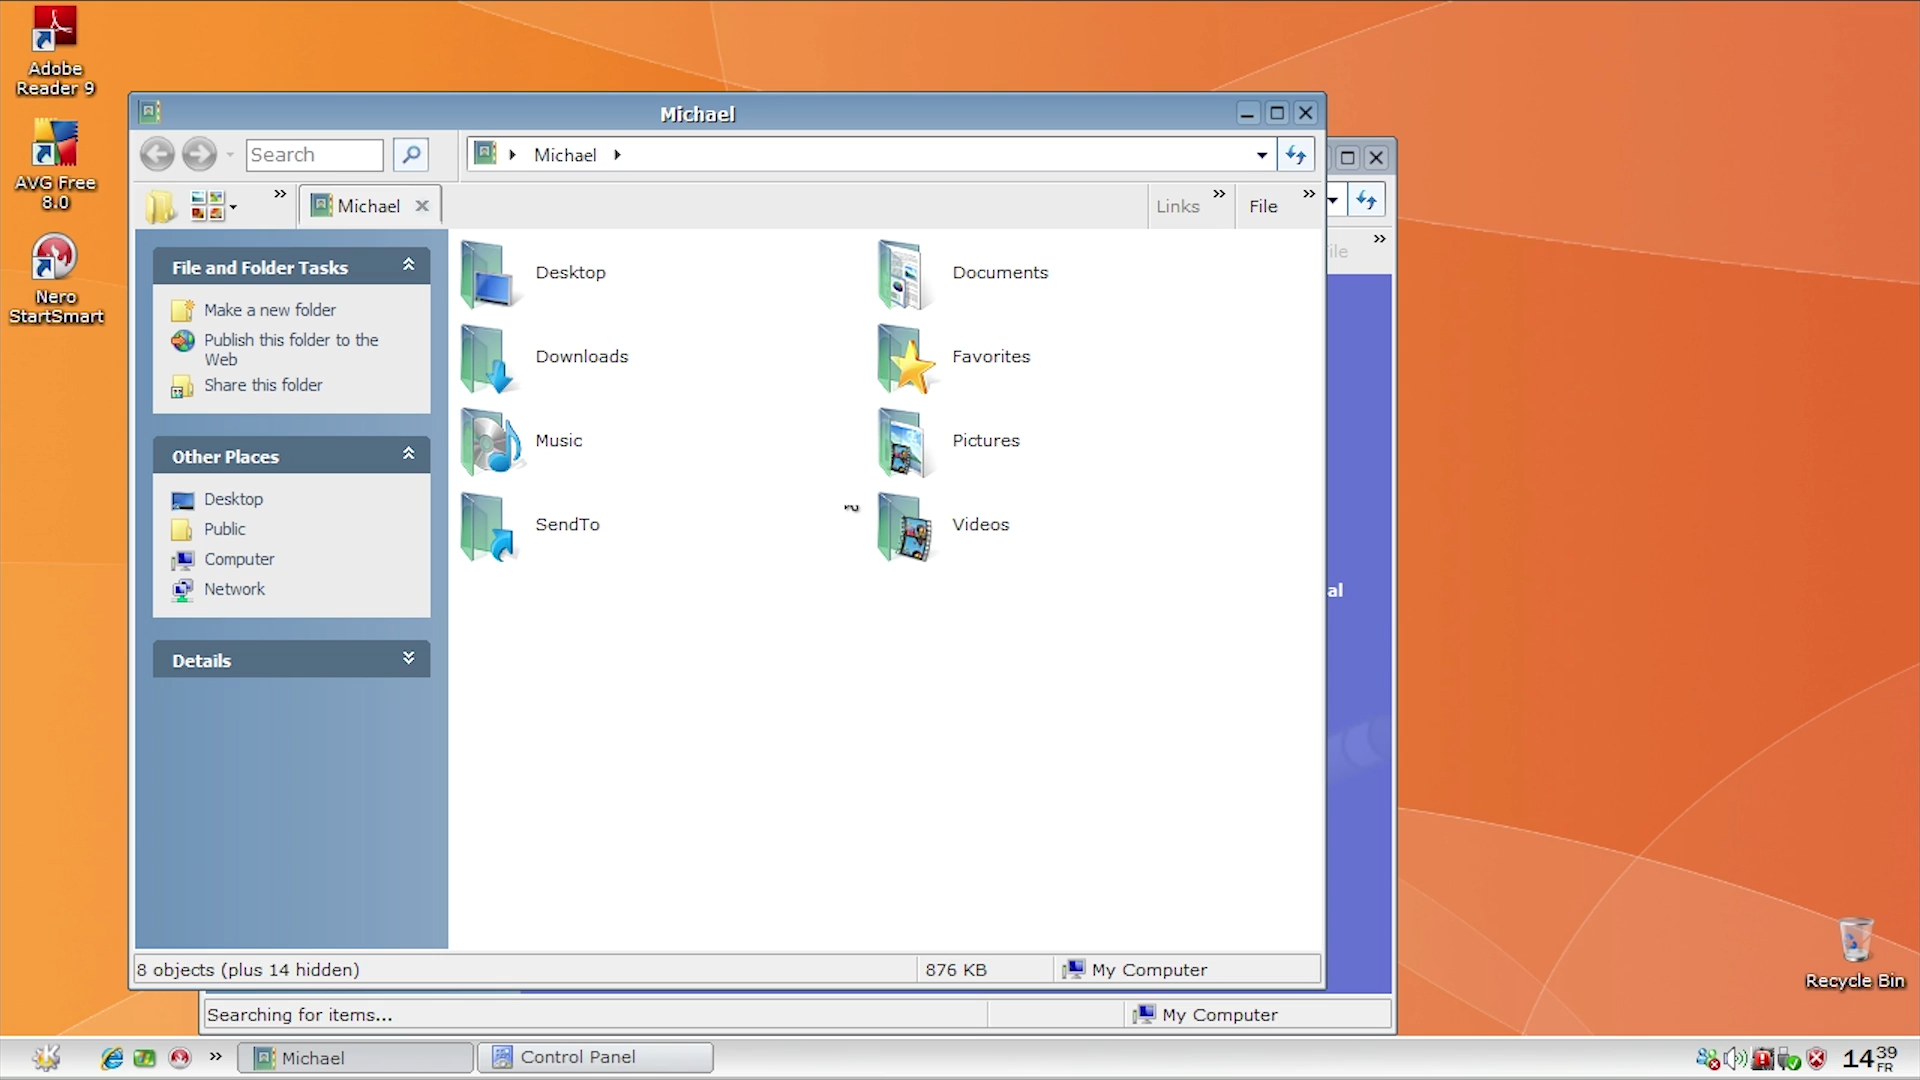 Adobe
Reader 9
AVG Free
8.0
Nero
StartSmart
Michael
Search
Michael
Michael
Links
File
File and Folder Tasks
Make a new folder
Publish this folder to the
Web
Share this folder
Other Places
Desktop
Public
Computer
Network
Details
Desktop
Documents
Downloads
Favorites
Music
Pictures
SendTo
Videos
8 objects (plus 14 hidden)
876 KB
My Computer
ile
al
Searching for items...
My Computer
Recycle Bin
Michael
Control Panel
14 39
FR